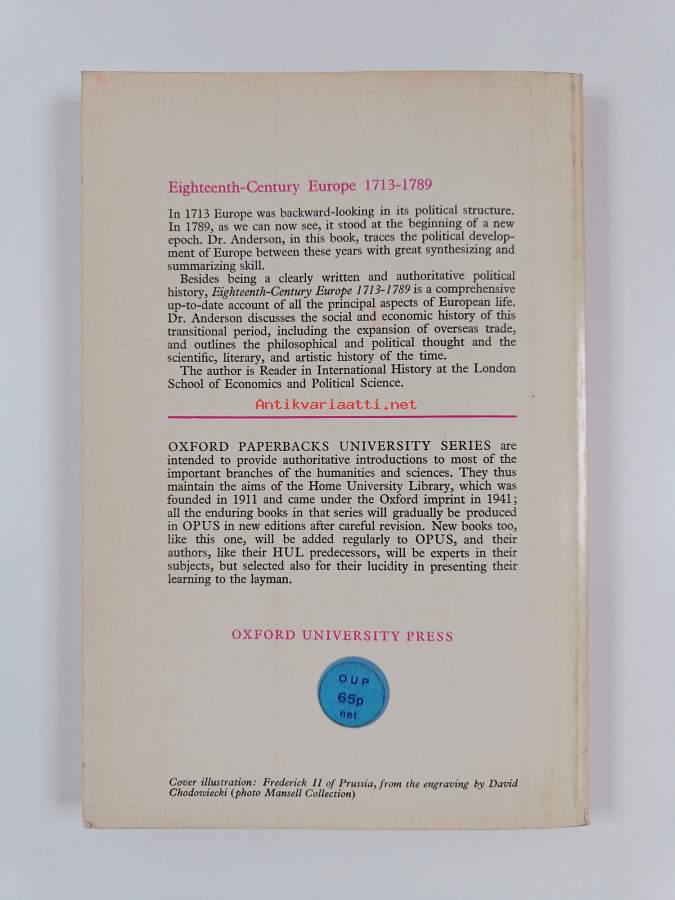 Eighteenth-Century Europe 1713-1789
In 1713 Europe was backward-looking in its political structure.
In 1789, as we can now see, it stood at the beginning of a new
epoch. Dr. Anderson, in this book, traces the political develop-
ment of Europe between these years with great synthesizing and
summarizing skill.
Besides being a clearly written and authoritative political
history, Eighteenth-Century Europe 1713-1789 is a comprehensive
up-to-date account of all the principal aspects of European life.
Dr. Anderson discusses the social and economic history of this
transitional period, including the expansion of overseas trade,
and outlines the philosophical and political thought and the
scientific, literary, and artistic history of the time.
The author is Reader in International History at the London
School of Economics and Political Science.
Antikvariaatti.net
OXFORD PAPERBACKS UNIVERSITY SERIES are
intended to provide authoritative introductions to most of the
important branches of the humanities and sciences. They thus
maintain the aims of the Home University Library, which was
founded in 1911 and came under the Oxford imprint in 1941;
all the enduring books in that series will gradually be produced
in OPUS in new editions after careful revision. New books too,
like this one, will be added regularly to OPUS, and their
authors, like their HUL predecessors, will be experts in their
subjects, but selected also for their lucidity in presenting their
learning to the layman.
OXFORD UNIVERSITY PRESS
OUP
65p
net
Cover illustration: Frederick II of Prussia, from the engraving by David
Chodowiecki (photo Mansell Collection)